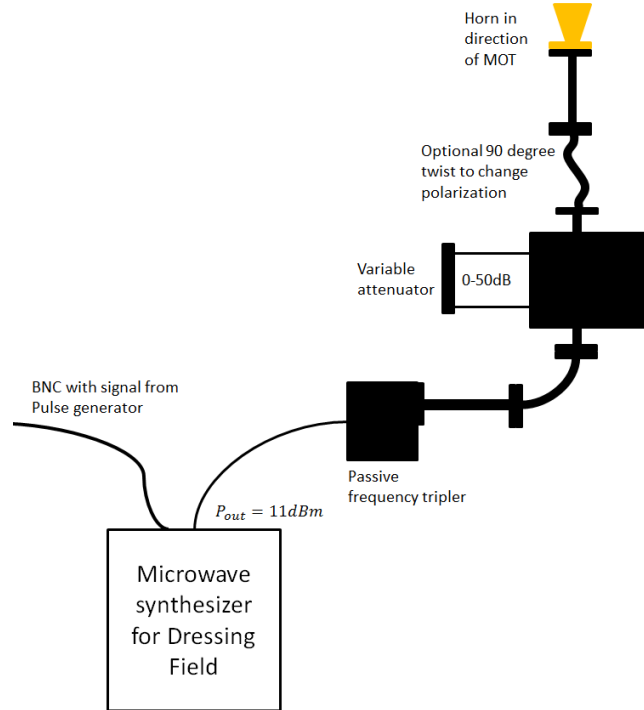 Horn in
direction
of MOT
Optional 90 degree
twist to change
polarization
Variable
attenuator
0-50dB
BNC with signal from
Pulse generator
Passive
frequency tripler
P_out = 11dBm
Microwave
synthesizer
for Dressing
Field